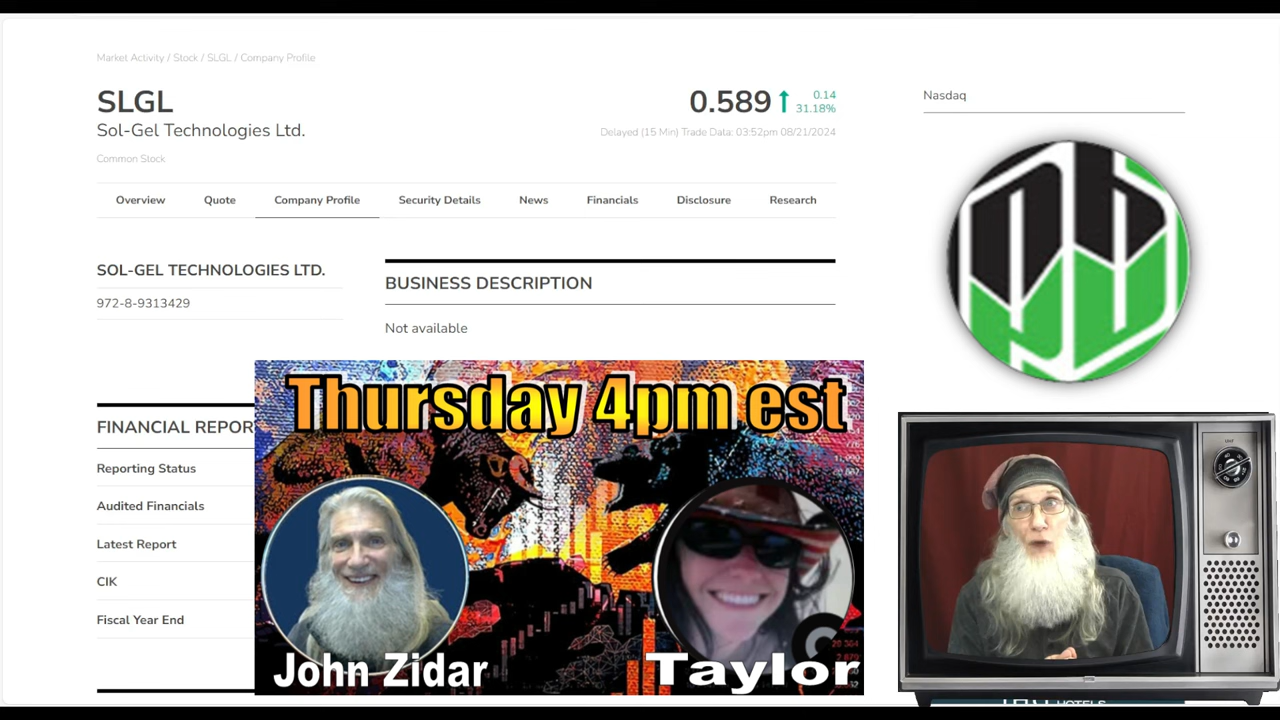 Market Activity / Stock / SLGL / Company Profile
SLGL
0.589
0.14
31.18%
Sol-Gel Technologies Ltd.
Delayed (15 Min) Trade Data: 03:52pm 08/21/2024
Common Stock
Nasdaq
Overview Quote Company Profile Security Details News Financials Disclosure Research
SOL-GEL TECHNOLOGIES LTD.
972-8-9313429
BUSINESS DESCRIPTION
Not available
FINANCIAL REPOR
Reporting Status
Audited Financials
Latest Report
CIK
Fiscal Year End
Thursday 4pm est
John Zidar
Taylor